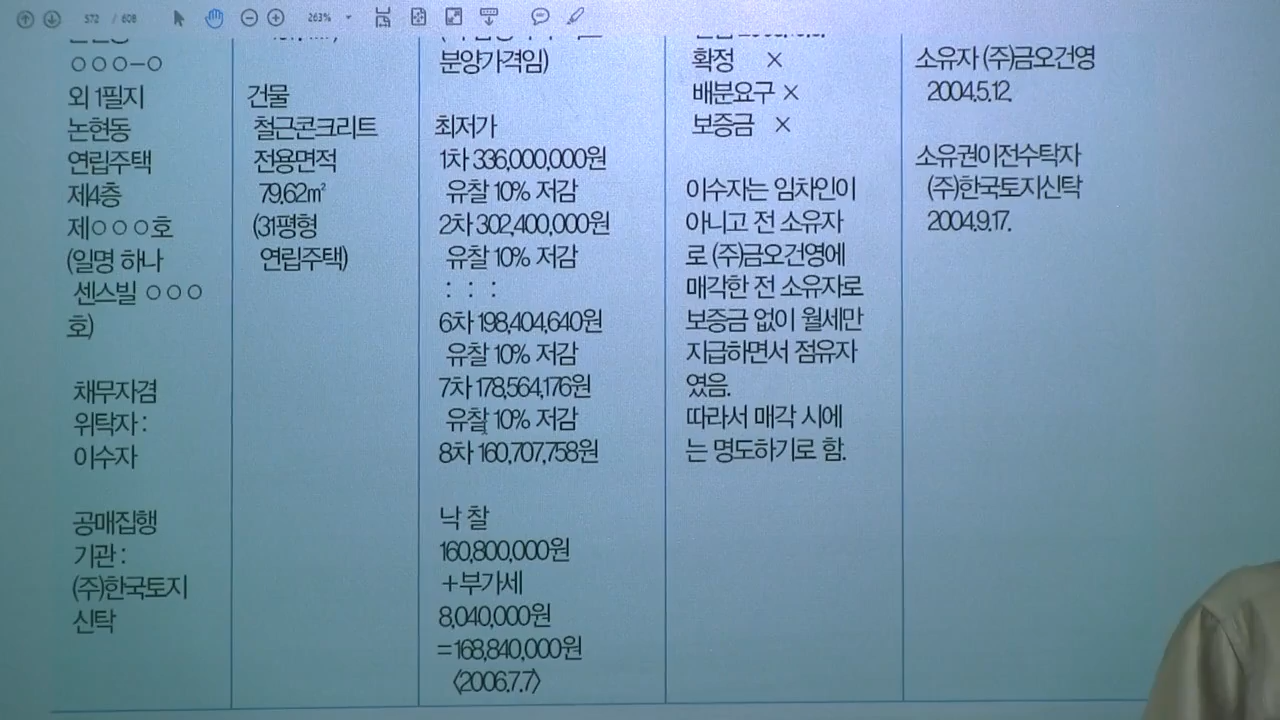 572 / 608
263%
○○○-○
외 1필지
논현동
연립주택
제4층
제○○○호
(일명 하나
센스빌 ○○○
호)
채무자겸
위탁자 :
이수자
공매집행
기관 :
(주)한국토지
신탁
건물
철근콘크리트
전용면적
79.62㎡
(31평형
연립주택)
분양가격임)
최저가
1차 336,000,000원
유찰 10% 저감
2차 302,400,000원
유찰 10% 저감
: : :
6차 198,404,640원
유찰 10% 저감
7차 178,564,176원
유찰 10% 저감
8차 160,707,758원
낙 찰
160,800,000원
+부가세
8,040,000원
=168,840,000원
〈2006.7.7〉
확정 ×
배분요구 ×
보증금 ×
이수자는 임차인이
아니고 전 소유자
로 (주)금오건영에
매각한 전 소유자로
보증금 없이 월세만
지급하면서 점유자
였음.
따라서 매각 시에
는 명도하기로 함.
소유자 (주)금오건영
2004.5.12.
소유권이전수탁자
(주)한국토지신탁
2004.9.17.